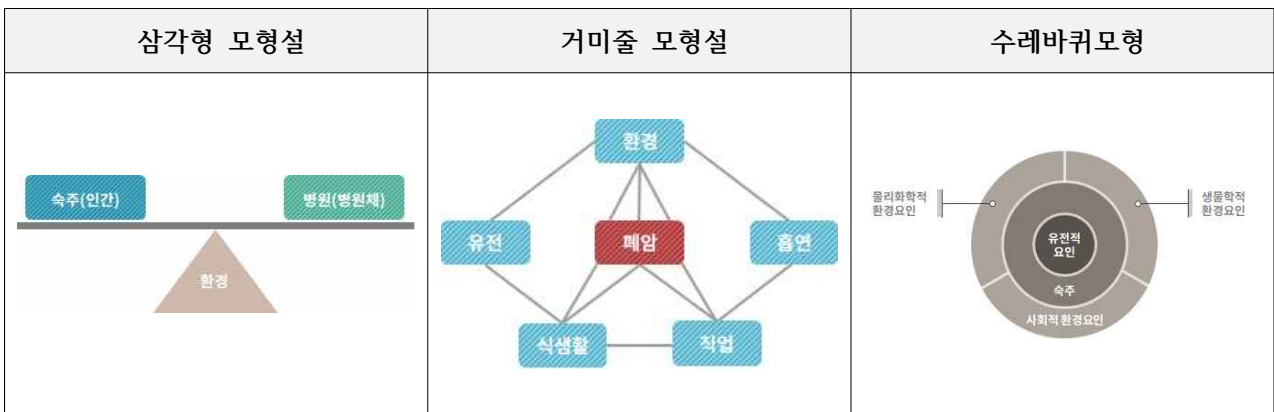 삼각형 모형설
거미줄 모형설
수레바퀴모형
숙주(인간)
병원(병원체)
환경
환경
유전
폐암
흡연
식생활
직업
물리화학적
환경요인
생물학적
환경요인
유전적
요인
숙주
사회적 환경요인